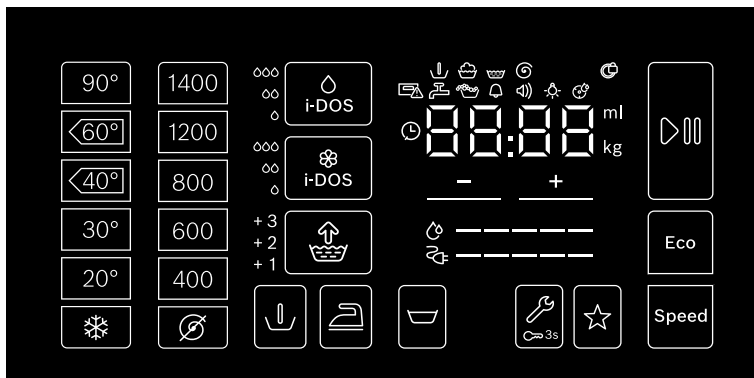 90°
60°
40°
30°
20°
1400
1200
800
600
400
i-DOS
i-DOS
+ 3
+ 2
+ 1
88:88
ml
kg
−
+
3s
Eco
Speed